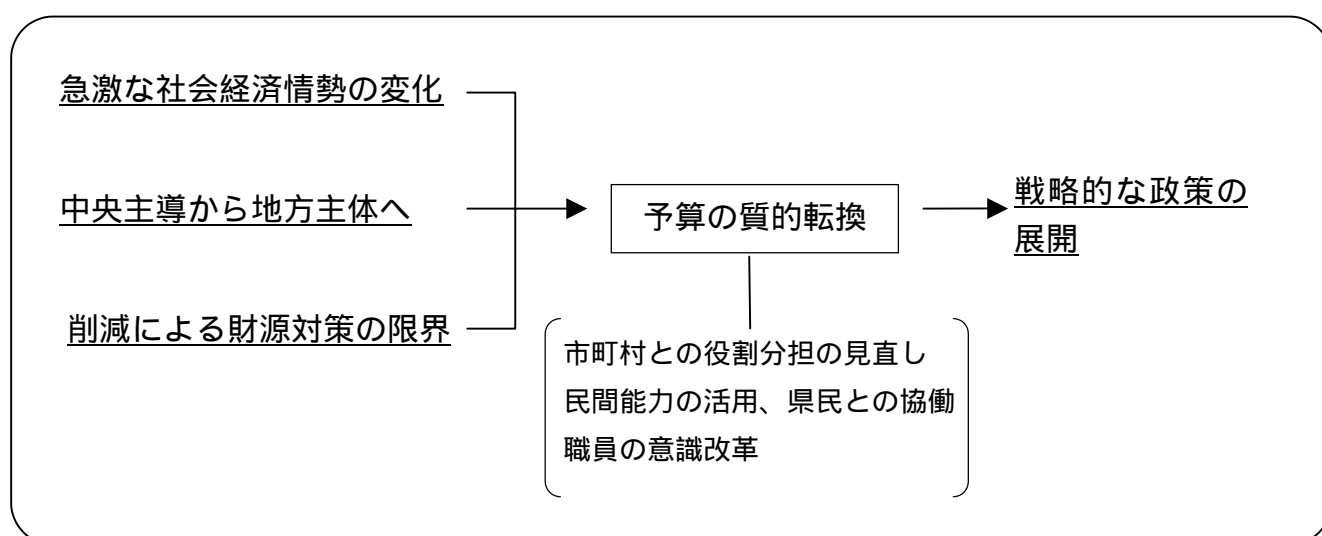 急激な社会経済情勢の変化
中央主導から地方主体へ
削減による財源対策の限界
予算の質的転換
戦略的な政策の
展開
市町村との役割分担の見直し
民間能力の活用、県民との協働
職員の意識改革